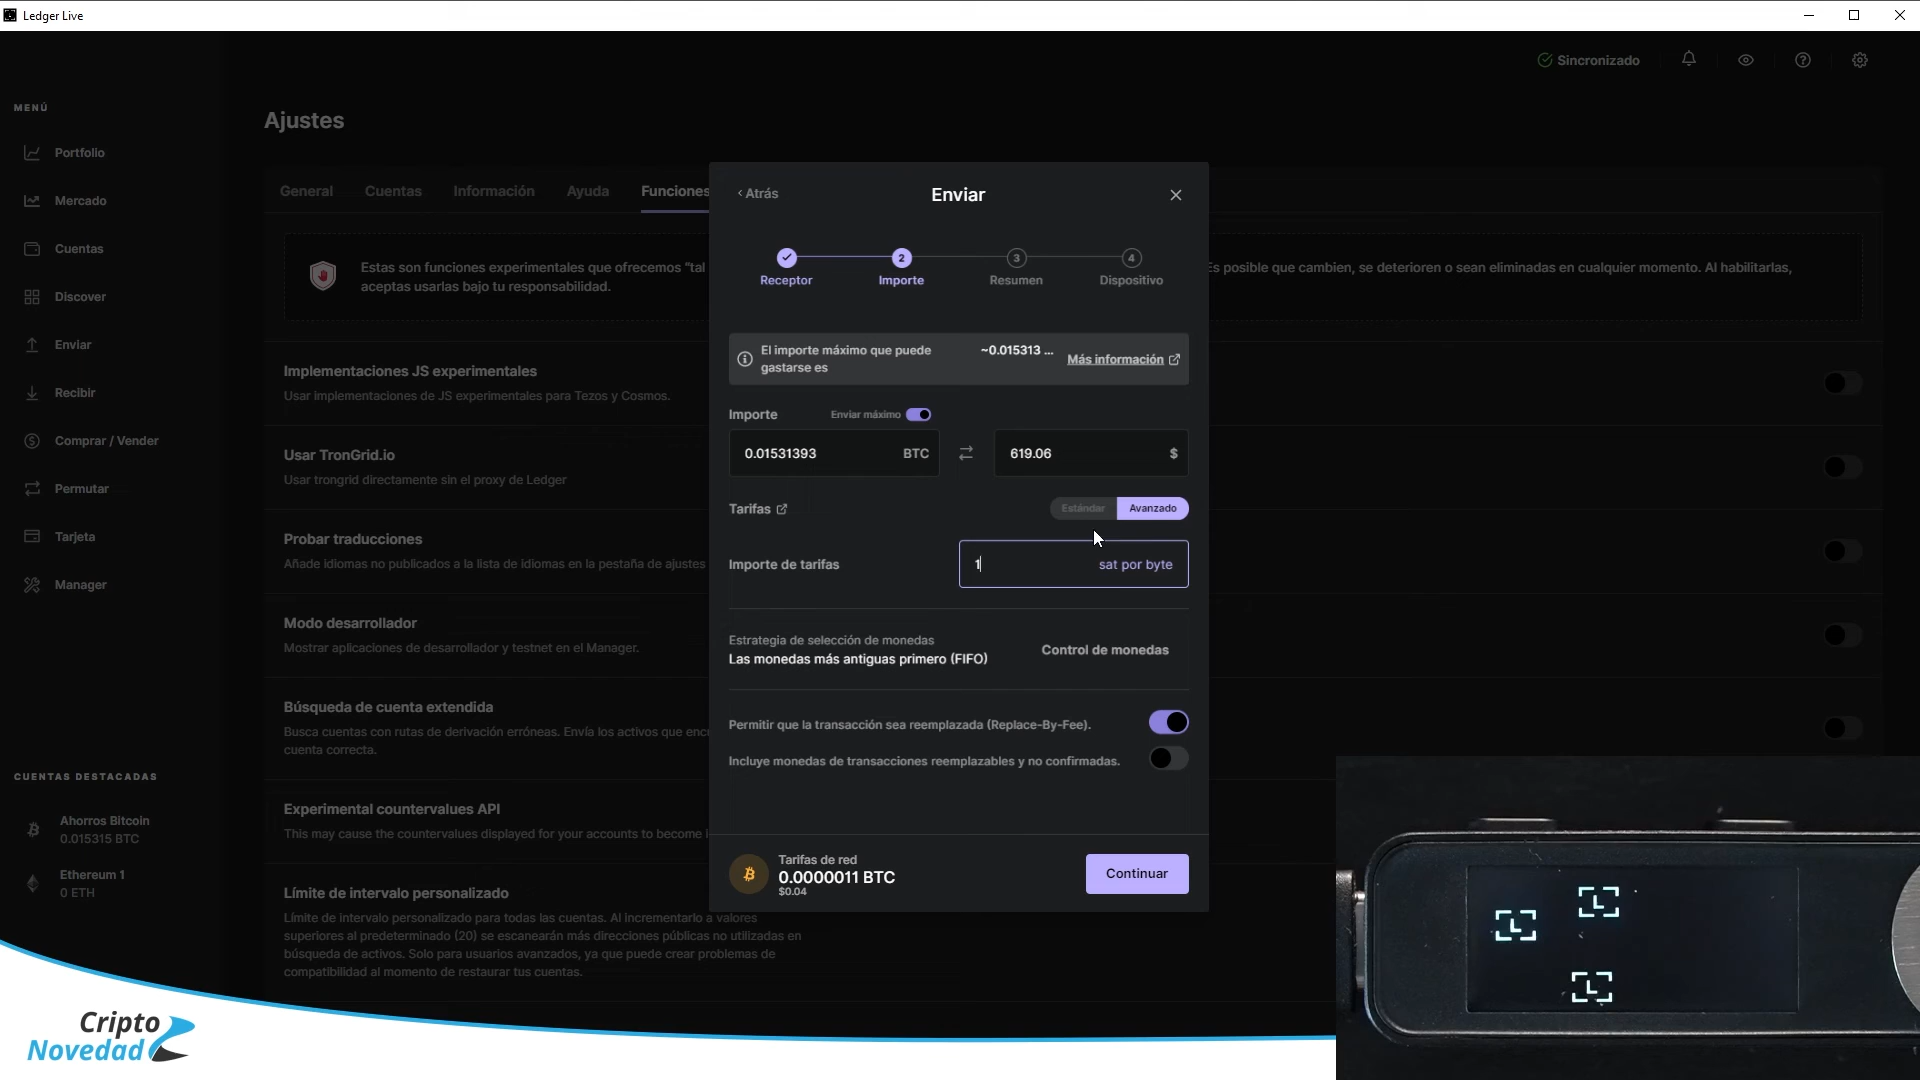 Ledger Live
Sincronizado
MENÚ
Portfolio
Mercado
Cuentas
Discover
Enviar
Recibir
Comprar / Vender
Permutar
Tarjeta
Manager
CUENTAS DESTACADAS
Ahorros Bitcoin
0.015315 BTC
Ethereum 1
0 ETH
Ajustes
General
Cuentas
Información
Ayuda
Funciones
Estas son funciones experimentales que ofrecemos "tal
Es posible que cambien, se deterioren o sean eliminadas en cualquier momento. Al habilitarlas,
aceptas usarlas bajo tu responsabilidad.
Implementaciones JS experimentales
Usar implementaciones de JS experimentales para Tezos y Cosmos.
Usar TronGrid.io
Usar trongrid directamente sin el proxy de Ledger
Probar traducciones
Añade idiomas no publicados a la lista de idiomas en la pestaña de ajustes
Modo desarrollador
Mostrar aplicaciones de desarrollador y testnet en el Manager.
Búsqueda de cuenta extendida
Busca cuentas con rutas de derivación erróneas. Envía los activos que
cuenta correcta.
Experimental countervalues API
This may cause the countervalues displayed for your accounts to become
Límite de intervalo personalizado
Límite de intervalo personalizado para todas las cuentas. Al incrementarlo a valores
superiores al predeterminado (20) se escanearán más direcciones públicas no utilizadas en
búsqueda de activos. Solo para usuarios avanzados, ya que puede crear problemas de
compatibilidad al momento de restaurar tus cuentas.
Atrás
Enviar
2
3
4
Receptor
Importe
Resumen
Dispositivo
El importe máximo que puede
gastarse es
~0.015313 ...
Más información
Importe
Enviar máximo
0.01531393
BTC
619.06
$
Tarifas
Estándar
Avanzado
Importe de tarifas
1
sat por byte
Estrategia de selección de monedas
Las monedas más antiguas primero (FIFO)
Control de monedas
Permitir que la transacción sea reemplazada (Replace-By-Fee).
Incluye monedas de transacciones reemplazables y no confirmadas.
Tarifas de red
0.0000011 BTC
$0.04
Continuar
Cripto
Novedad